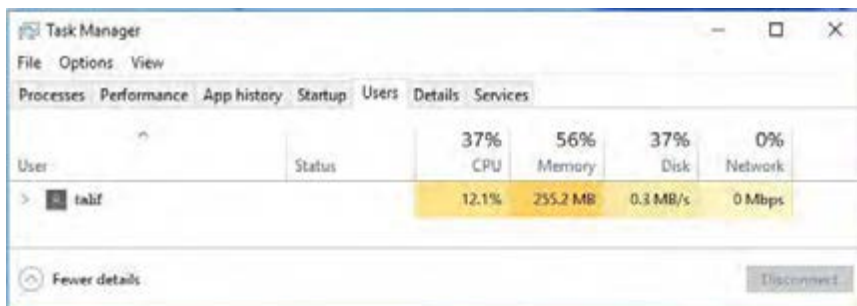 Task Manager
File Options View
Processes Performance App history Startup Users Details Services
37% 56% 37% 0%
User Status CPU Memory Disk Network
talif 12.1% 255.2 MB 0.3 MB/s 0 Mbps
Fewer details Disconnect